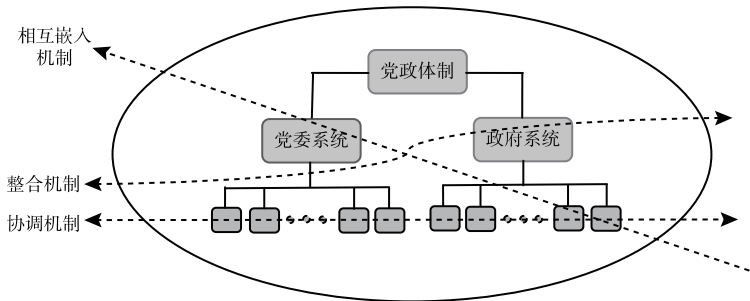 相互嵌入
机制
党政体制
党委系统
政府系统
整合机制
协调机制